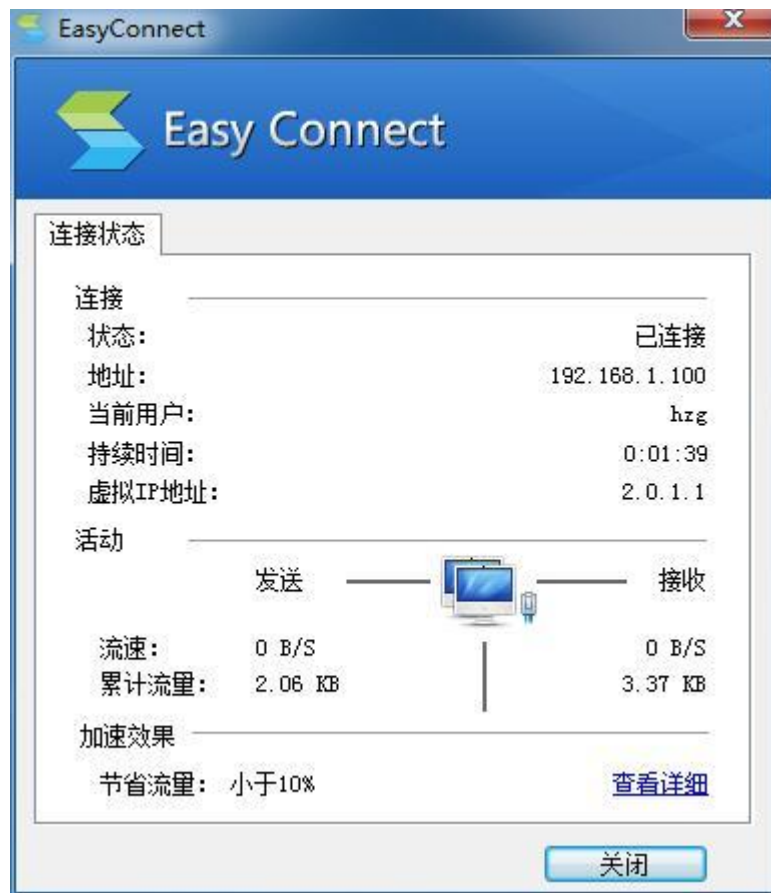 EasyConnect
Easy Connect
连接状态
连接
状态： 已连接
地址： 192.168.1.100
当前用户： hzg
持续时间： 0:01:39
虚拟IP地址： 2.0.1.1
活动
发送 接收
流速： 0 B/S 0 B/S
累计流量： 2.06 KB 3.37 KB
加速效果
节省流量： 小于10% 查看详细
关闭